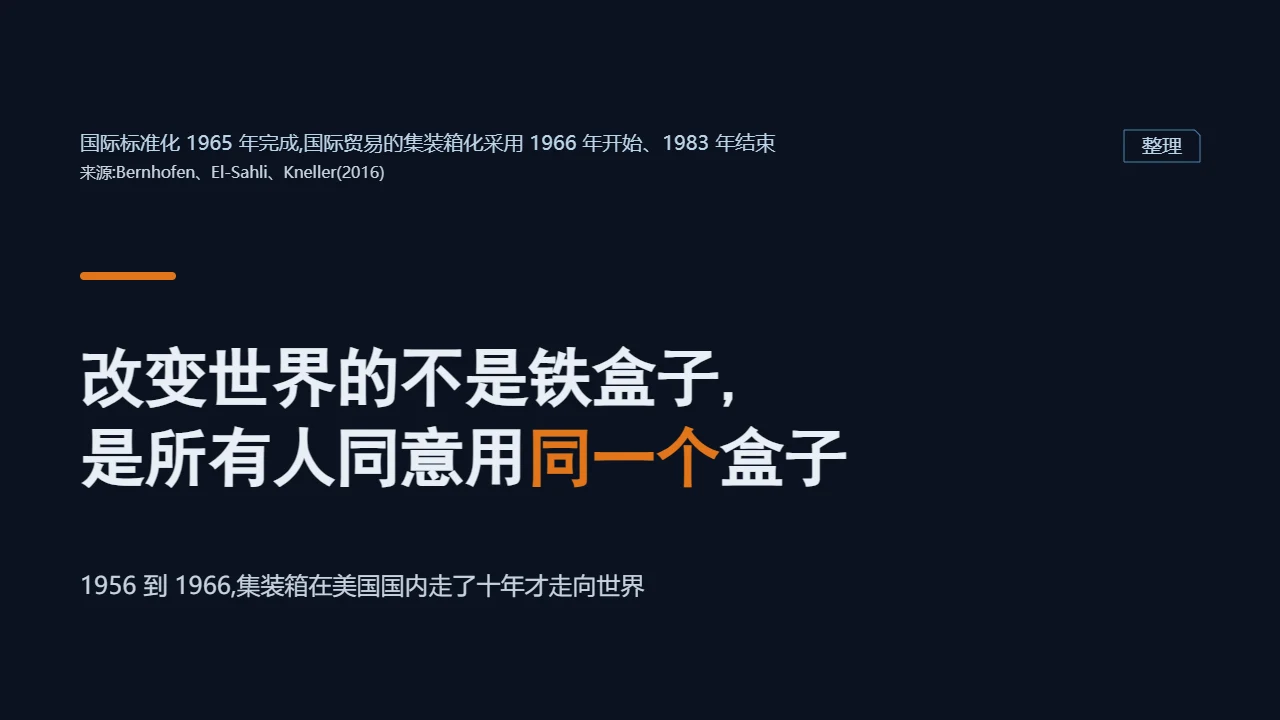 国际标准化 1965 年完成,国际贸易的集装箱化采用 1966 年开始、1983 年结束
来源:Bernhofen、El-Sahli、Kneller(2016)
整理
改变世界的不是铁盒子,
是所有人同意用同一个盒子
1956 到 1966,集装箱在美国国内走了十年才走向世界